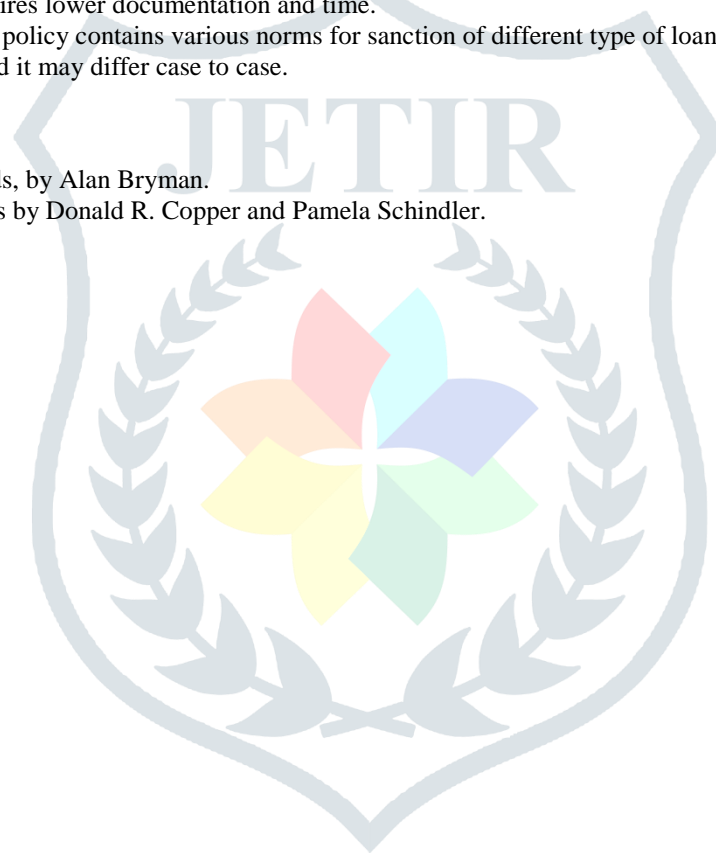 ires lower documentation and time.
policy contains various norms for sanction of different type of loan
d it may differ case to case.
JETIR
ds, by Alan Bryman.
s by Donald R. Copper and Pamela Schindler.